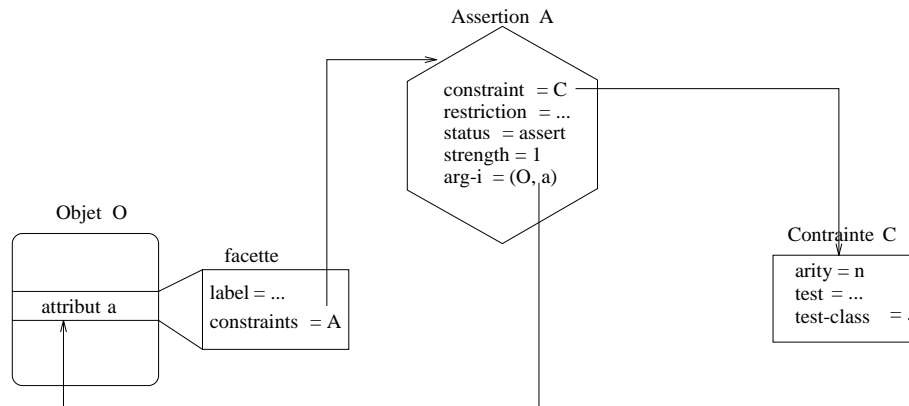 Assertion A
constraint = C
restriction = ...
status = assert
strength = 1
arg-i = (O, a)
Objet O
attribut a
facette
label = ...
constraints = A
Contrainte C
arity = n
test = ...
test-class =